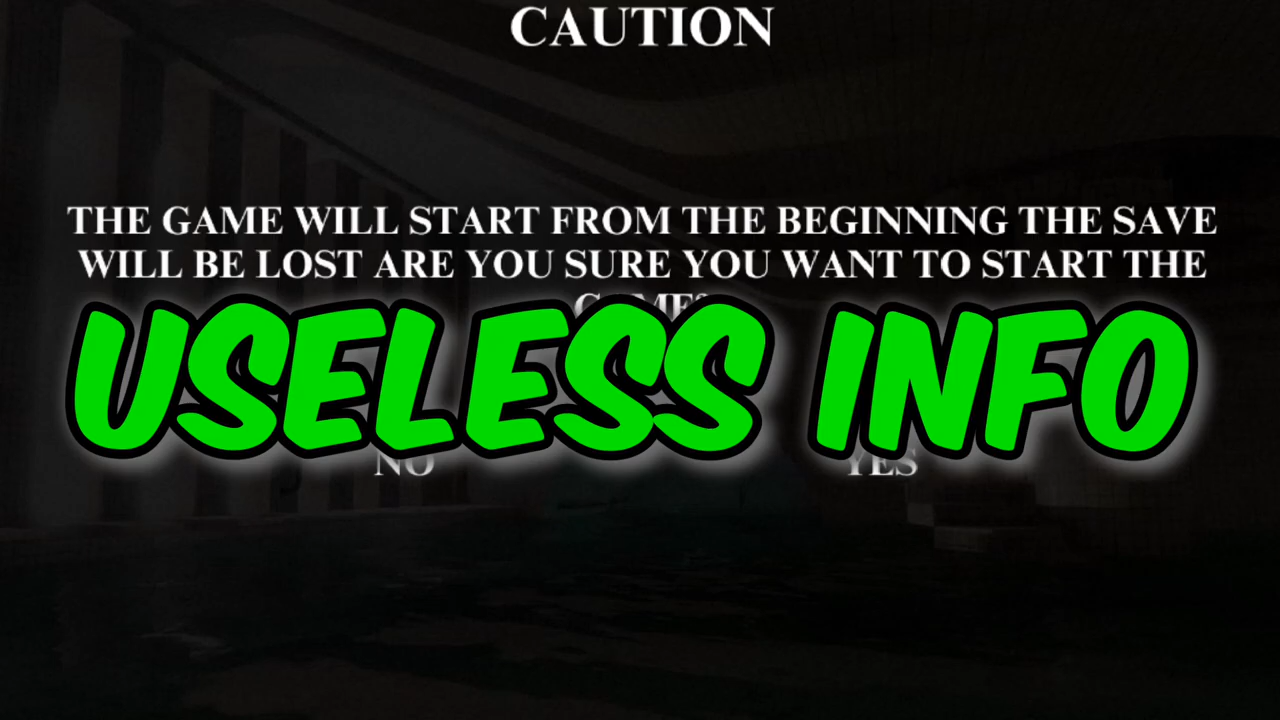 CAUTION
THE GAME WILL START FROM THE BEGINNING THE SAVE
WILL BE LOST ARE YOU SURE YOU WANT TO START THE
GAME?
USELESS INFO
NO YES